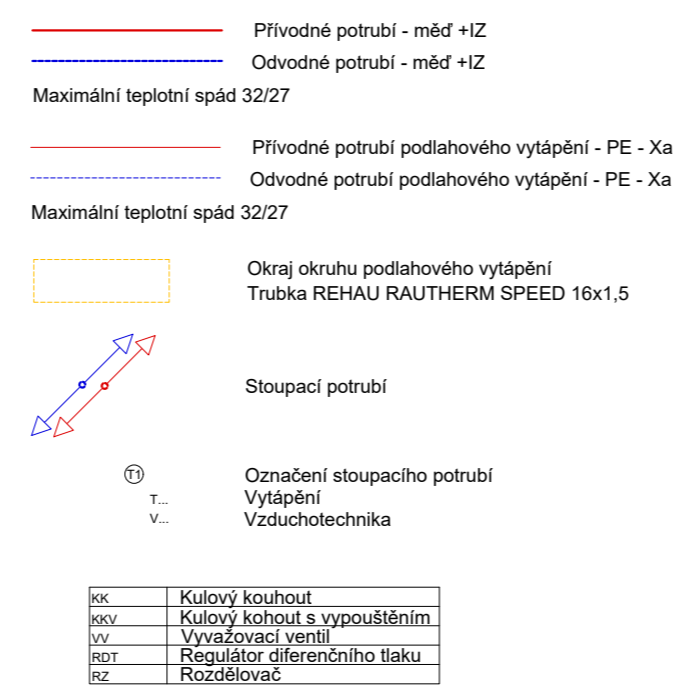 Přívodné potrubí - měď +IZ
Odvodné potrubí - měď +IZ
Maximální teplotní spád 32/27
Přívodné potrubí podlahového vytápění - PE - Xa
Odvodné potrubí podlahového vytápění - PE - Xa
Maximální teplotní spád 32/27
Okraj okruhu podlahového vytápění
Trubka REHAU RAUTHERM SPEED 16x1,5
Stoupací potrubí
T1 Označení stoupacího potrubí
T... Vytápění
V... Vzduchotechnika
KK Kulový kouhout
KKV Kulový kohout s vypouštěním
VV Vyvažovací ventil
RDT Regulátor diferenčního tlaku
RZ Rozdělovač